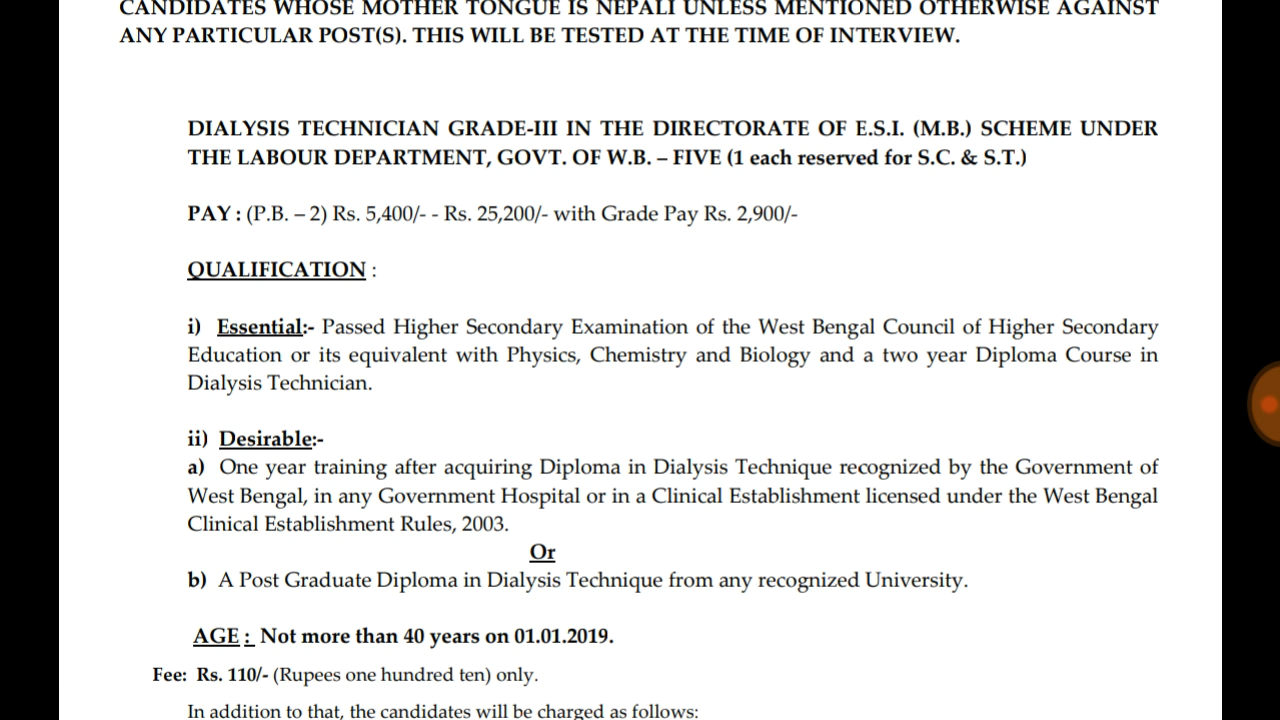 CANDIDATES WHOSE MOTHER TONGUE IS NEPALI UNLESS MENTIONED OTHERWISE AGAINST
ANY PARTICULAR POST(S). THIS WILL BE TESTED AT THE TIME OF INTERVIEW.
DIALYSIS TECHNICIAN GRADE-III IN THE DIRECTORATE OF E.S.I. (M.B.) SCHEME UNDER
THE LABOUR DEPARTMENT, GOVT. OF W.B. – FIVE (1 each reserved for S.C. & S.T.)
PAY : (P.B. – 2) Rs. 5,400/- - Rs. 25,200/- with Grade Pay Rs. 2,900/-
QUALIFICATION :
i) Essential:- Passed Higher Secondary Examination of the West Bengal Council of Higher Secondary
Education or its equivalent with Physics, Chemistry and Biology and a two year Diploma Course in
Dialysis Technician.
ii) Desirable:-
a) One year training after acquiring Diploma in Dialysis Technique recognized by the Government of
West Bengal, in any Government Hospital or in a Clinical Establishment licensed under the West Bengal
Clinical Establishment Rules, 2003.
Or
b) A Post Graduate Diploma in Dialysis Technique from any recognized University.
AGE : Not more than 40 years on 01.01.2019.
Fee: Rs. 110/- (Rupees one hundred ten) only.
In addition to that, the candidates will be charged as follows: